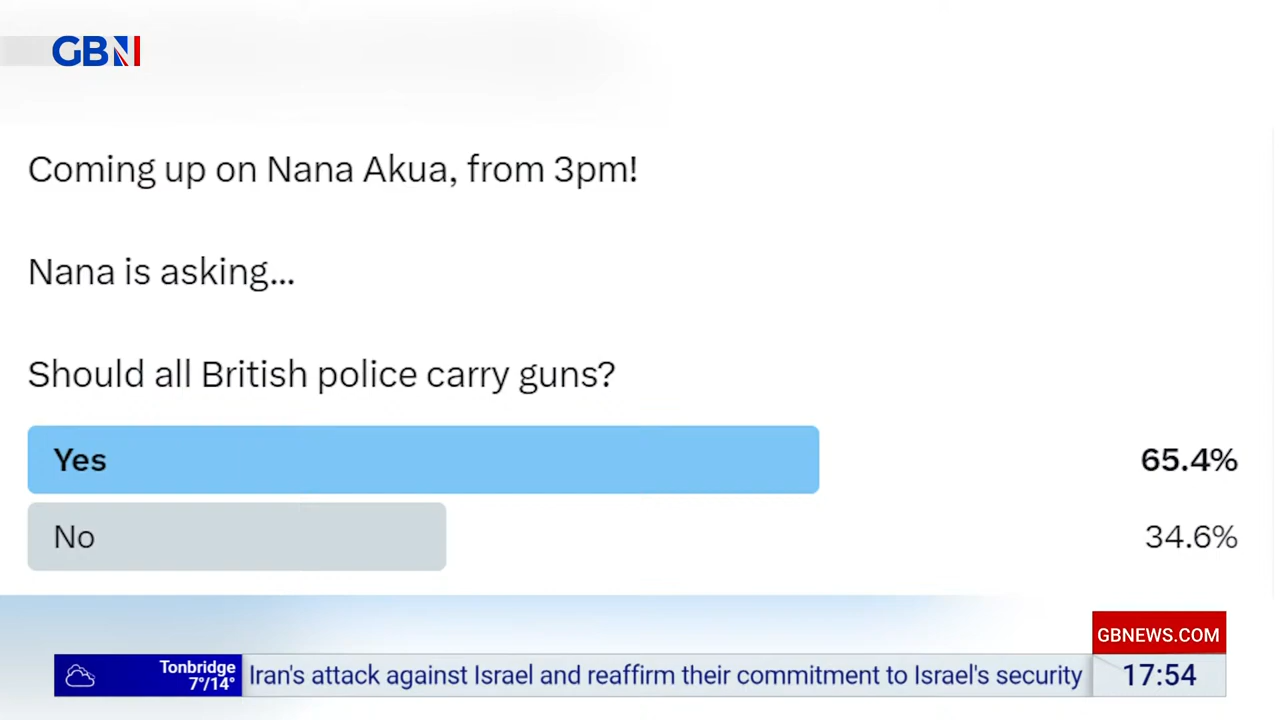 GBN
Coming up on Nana Akua, from 3pm!
Nana is asking...
Should all British police carry guns?
Yes 65.4%
No 34.6%
GBNEWS.COM
Tonbridge
7°/14°
Iran's attack against Israel and reaffirm their commitment to Israel's security
17:54